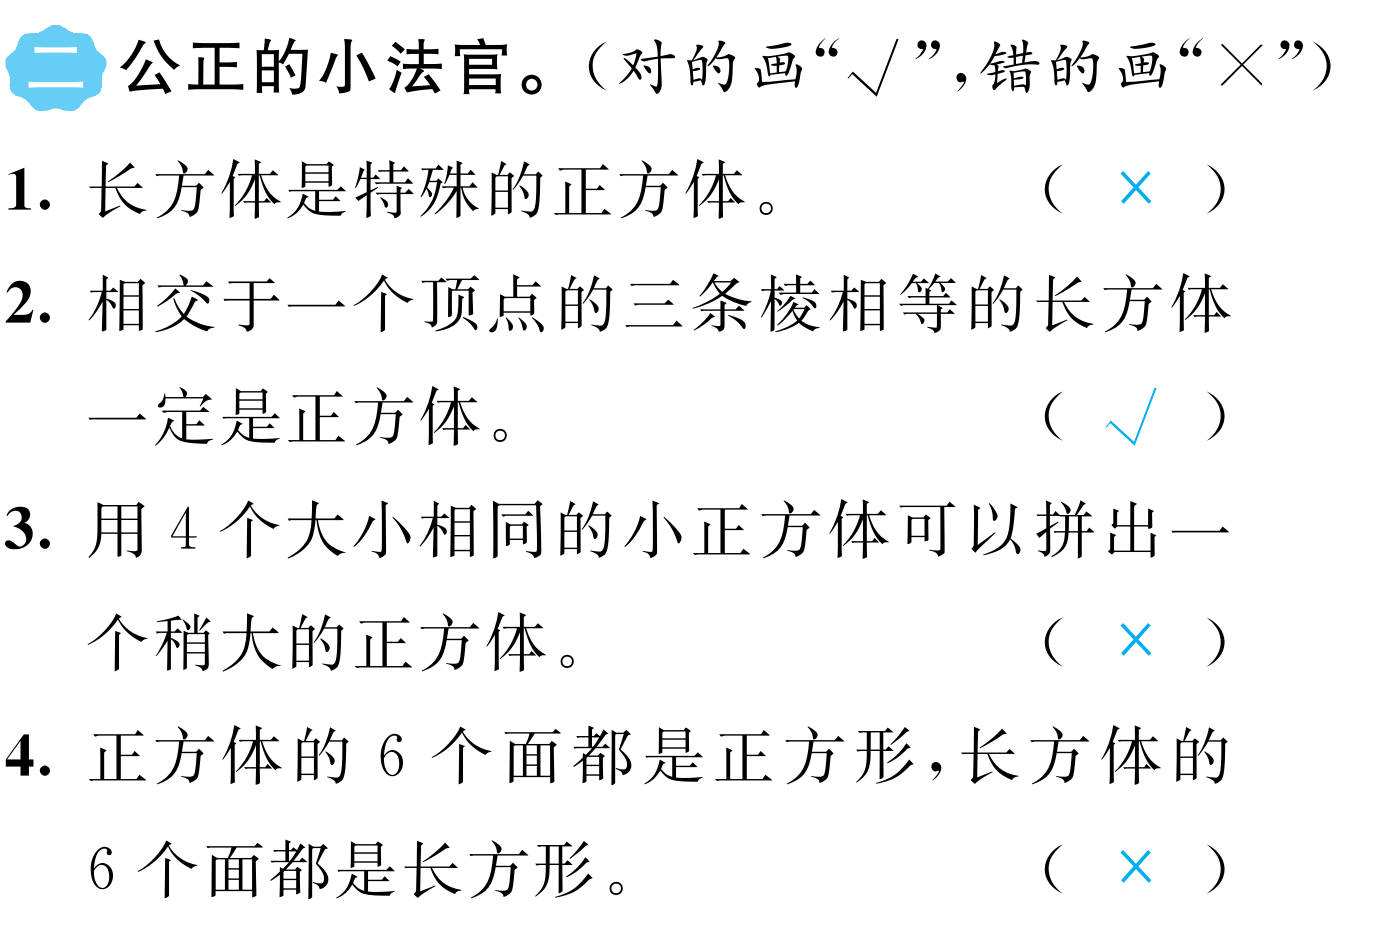 二 公正的小法官。(对的画“√”,错的画“×”)
1. 长方体是特殊的正方体。 ( × )
2. 相交于一个顶点的三条棱相等的长方体
一定是正方体。 ( √ )
3. 用 4 个大小相同的小正方体可以拼出一
个稍大的正方体。 ( × )
4. 正方体的 6 个面都是正方形,长方体的
6 个面都是长方形。 ( × )